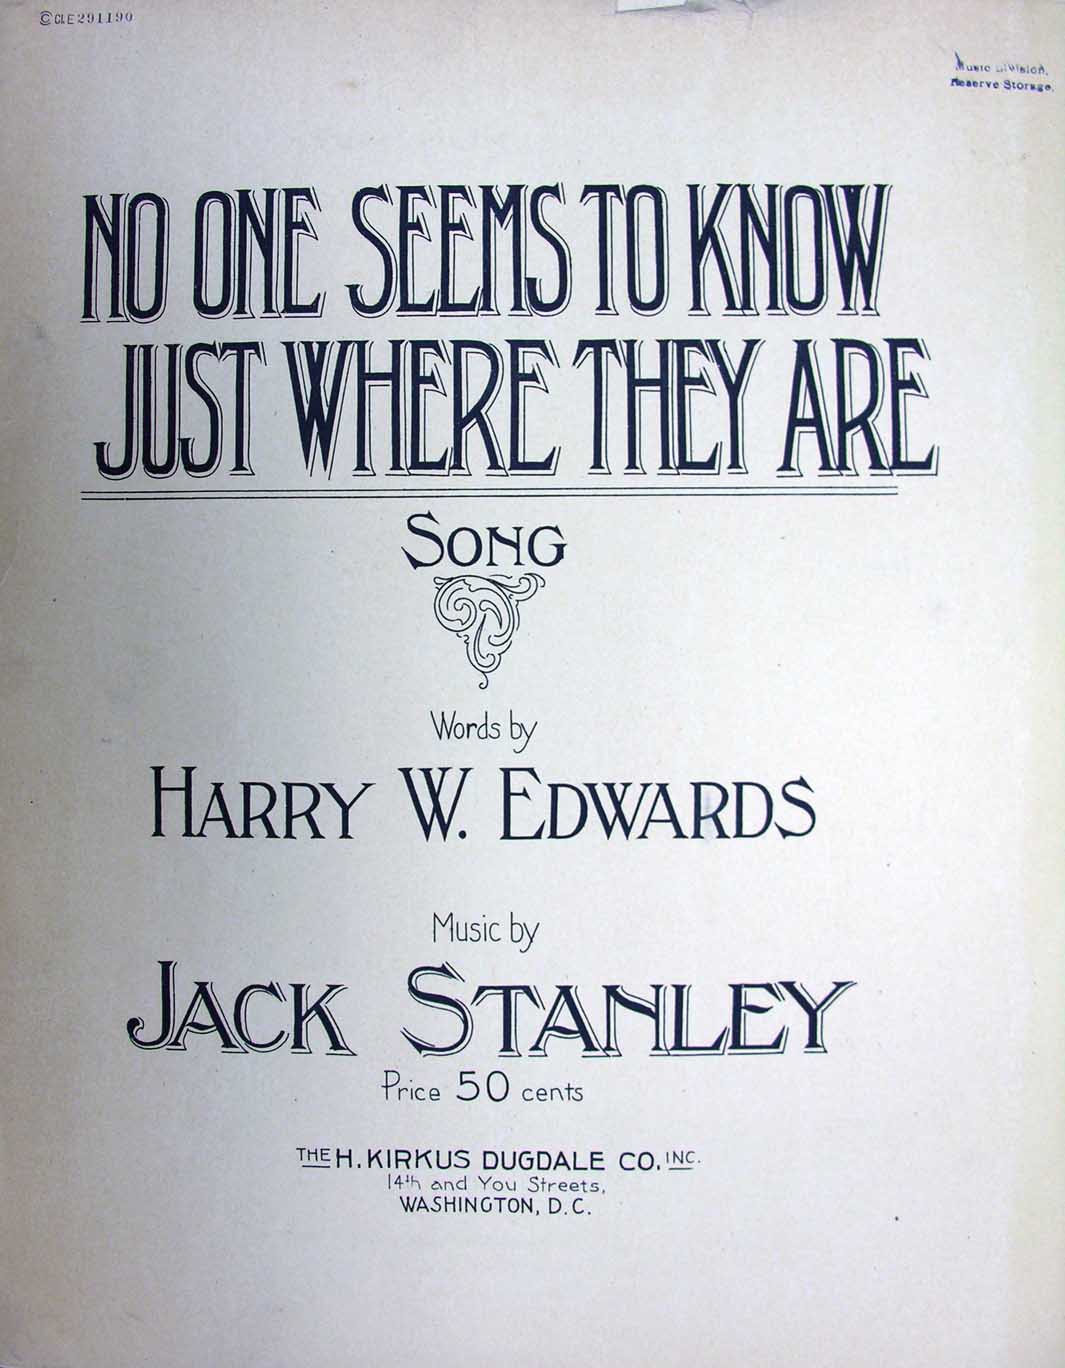 © CLE291190
Music Division.
Reserve Storage.
NO ONE SEEMS TO KNOW
JUST WHERE THEY ARE
SONG
Words by
HARRY W. EDWARDS
Music by
JACK STANLEY
Price 50 cents
THE H. KIRKUS DUGDALE CO. INC.
14th and You Streets,
WASHINGTON, D.C.